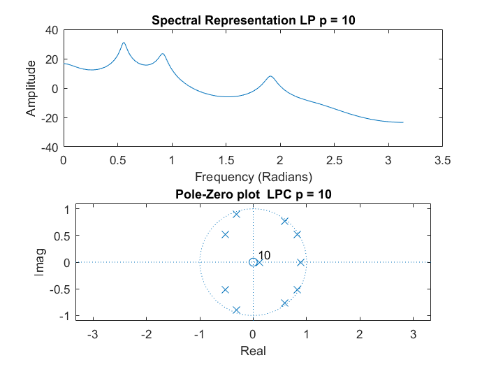 Spectral Representation LP p = 10
40
20
0
-20
-40
Amplitude
0 0.5 1 1.5 2 2.5 3 3.5
Frequency (Radians)
Pole-Zero plot LPC p = 10
1
0.5
0
-0.5
-1
Imag
10
-3 -2 -1 0 1 2 3
Real